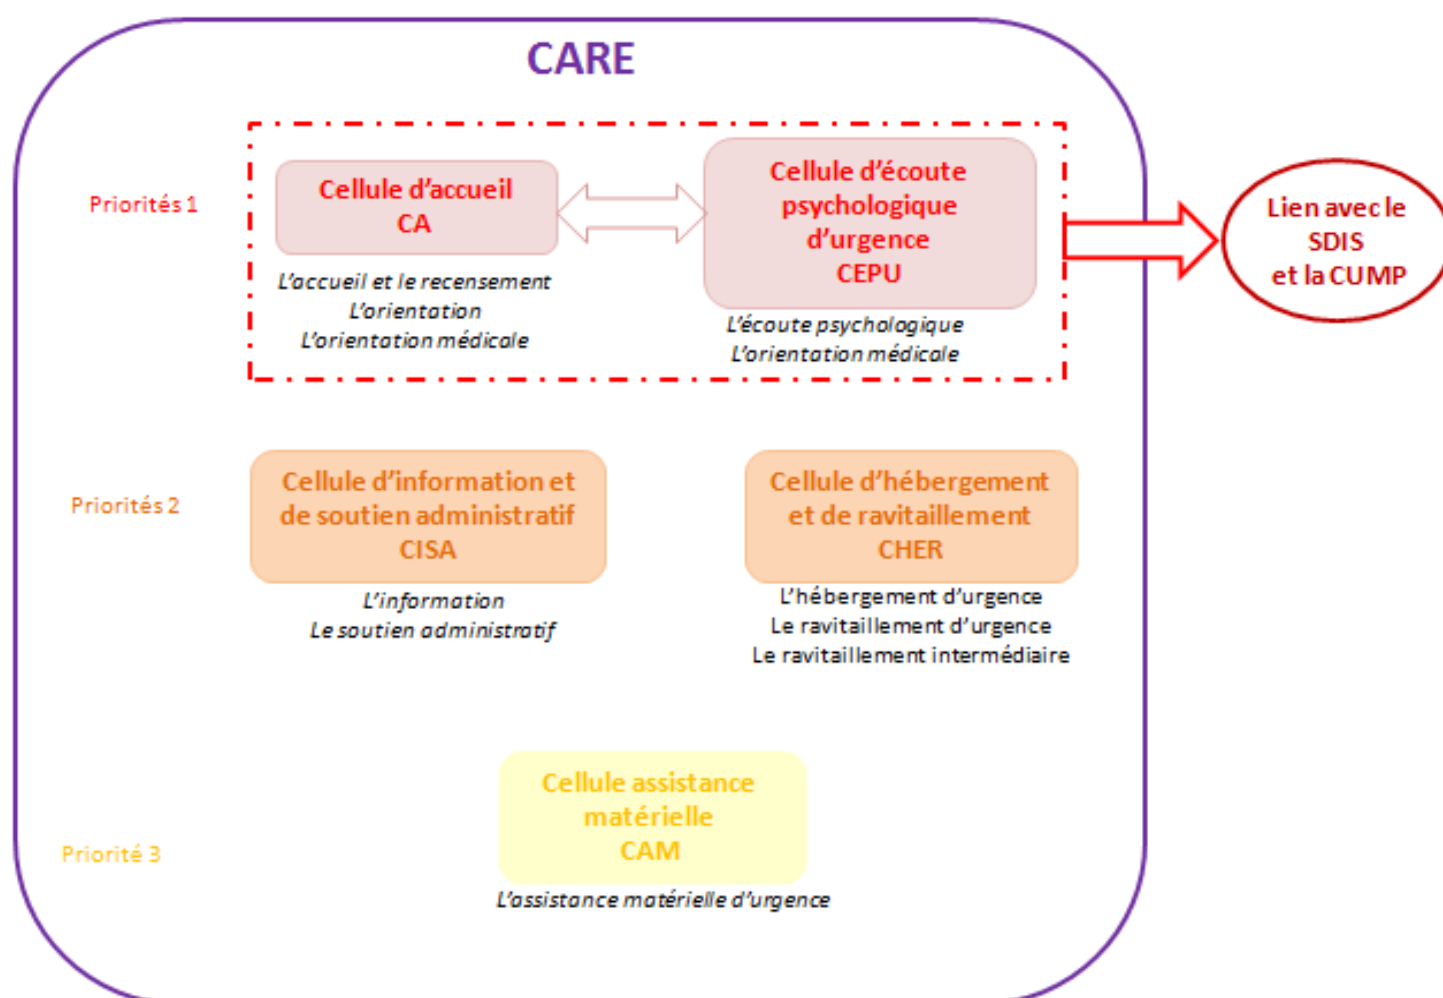 CARE
Priorités 1
Cellule d'accueil
CA
L'accueil et le recensement
L'orientation
L'orientation médicale
Cellule d'écoute
psychologique
d'urgence
CEPU
L'écoute psychologique
L'orientation médicale
Lien avec le
SDIS
et la CUMP
Priorités 2
Cellule d'information et
de soutien administratif
CISA
L'information
Le soutien administratif
Cellule d'hébergement
et de ravitaillement
CHER
L'hébergement d'urgence
Le ravitaillement d'urgence
Le ravitaillement intermédiaire
Priorité 3
Cellule assistance
matérielle
CAM
L'assistance matérielle d'urgence